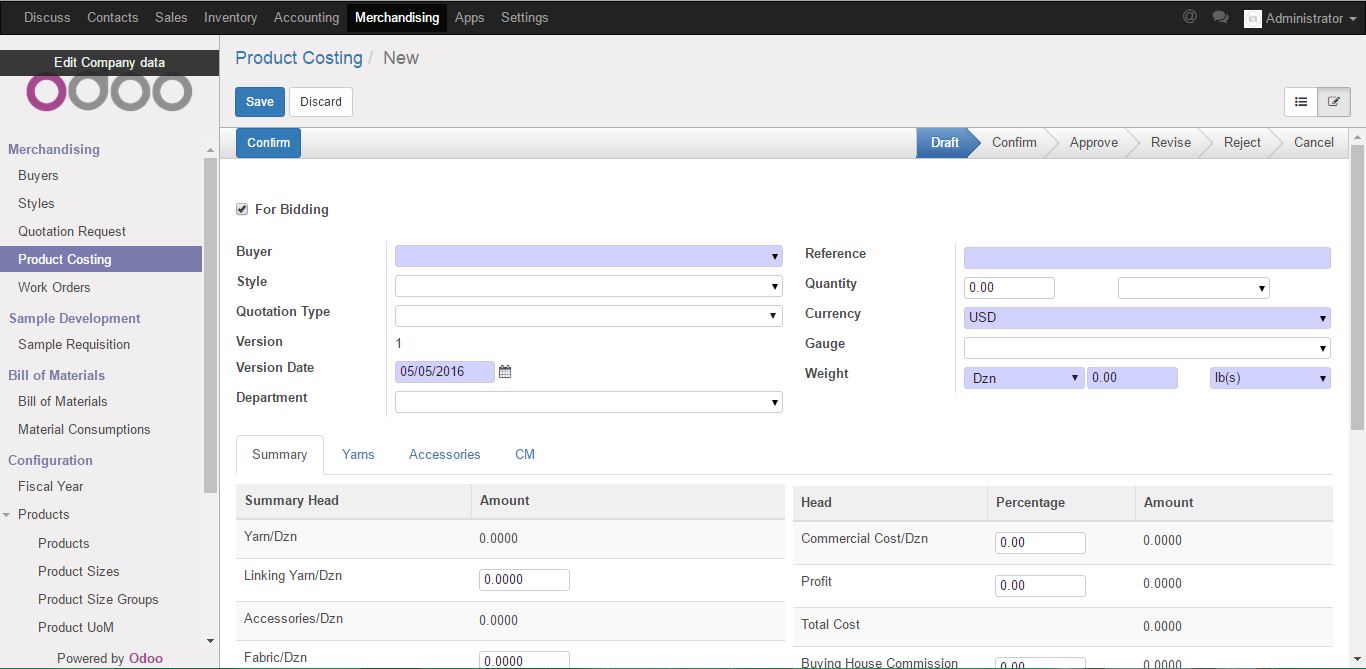 Discuss Contacts Sales Inventory Accounting Merchandising Apps Settings @ Administrator
Edit Company data
odoo
Merchandising
Buyers
Styles
Quotation Request
Product Costing
Work Orders
Sample Development
Sample Requisition
Bill of Materials
Bill of Materials
Material Consumptions
Configuration
Fiscal Year
Products
Products
Product Sizes
Product Size Groups
Product UoM
Powered by Odoo
Product Costing / New
Save Discard
Confirm Draft Confirm Approve Revise Reject Cancel
For Bidding
Buyer
Style
Quotation Type
Version 1
Version Date 05/05/2016
Department
Reference
Quantity 0.00
Currency USD
Gauge
Weight Dzn 0.00 lb(s)
Summary Yarns Accessories CM
Summary Head Amount
Yarn/Dzn 0.0000
Linking Yarn/Dzn 0.0000
Accessories/Dzn 0.0000
Fabric/Dzn 0.0000
Head Percentage Amount
Commercial Cost/Dzn 0.00 0.0000
Profit 0.00 0.0000
Total Cost 0.0000
Buying House Commission 0.00 0.0000